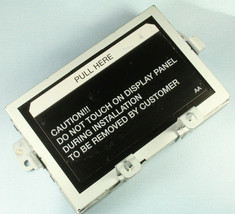 PULL HERE
CAUTION!!!
DO NOT TOUCH ON DISPLAY PANEL
DURING INSTALLATION
TO BE REMOVED BY CUSTOMER
AA